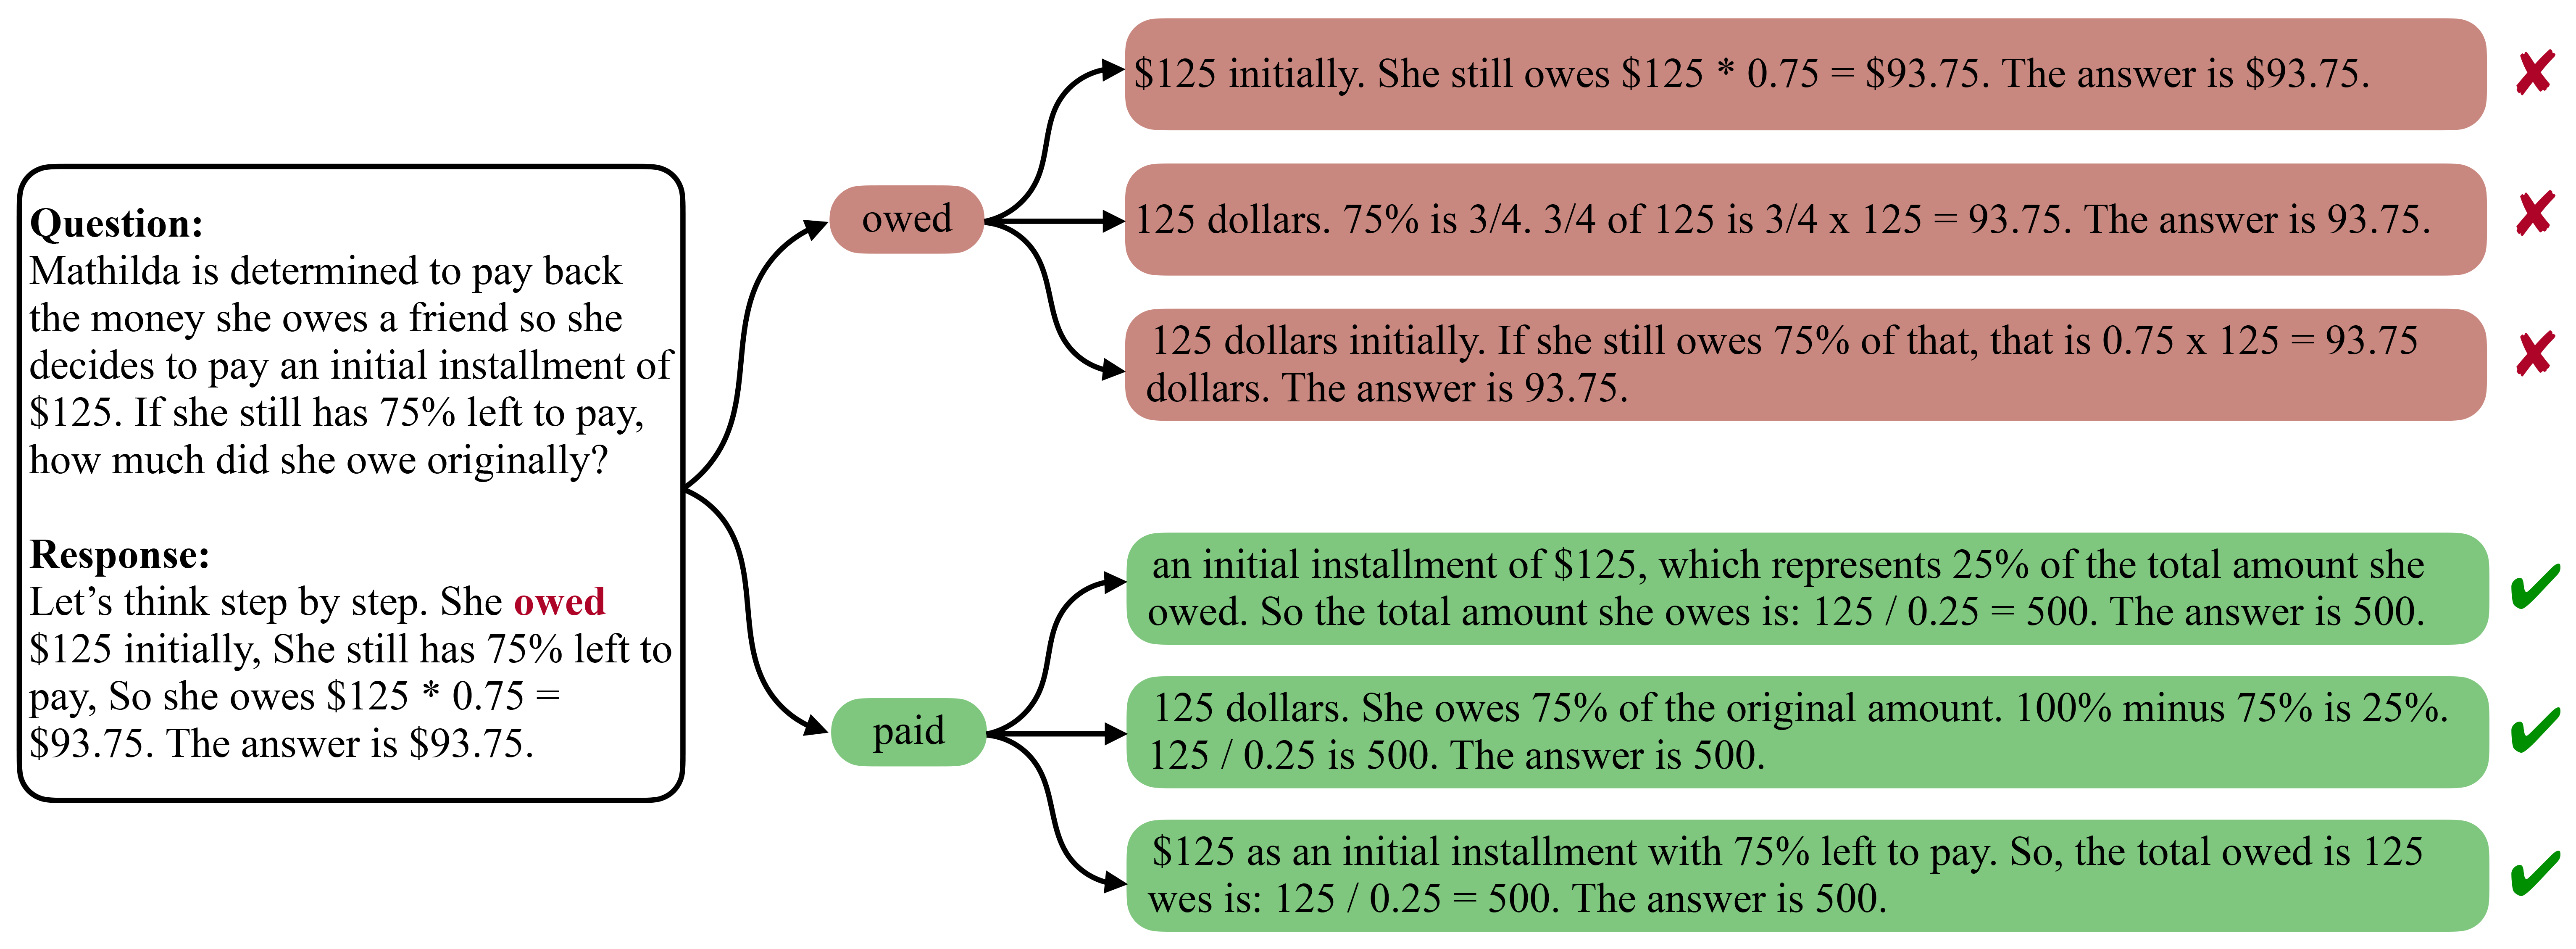 Question:
Mathilda is determined to pay back
the money she owes a friend so she
decides to pay an initial installment of
$125. If she still has 75% left to pay,
how much did she owe originally?
Response:
Let’s think step by step. She owed
$125 initially, She still has 75% left to
pay, So she owes $125 * 0.75 =
$93.75. The answer is $93.75.
owed
$125 initially. She still owes $125 * 0.75 = $93.75. The answer is $93.75.
125 dollars. 75% is 3/4. 3/4 of 125 is 3/4 x 125 = 93.75. The answer is 93.75.
125 dollars initially. If she still owes 75% of that, that is 0.75 x 125 = 93.75
dollars. The answer is 93.75.
paid
an initial installment of $125, which represents 25% of the total amount she
owed. So the total amount she owes is: 125 / 0.25 = 500. The answer is 500.
125 dollars. She owes 75% of the original amount. 100% minus 75% is 25%.
125 / 0.25 is 500. The answer is 500.
$125 as an initial installment with 75% left to pay. So, the total owed is 125
wes is: 125 / 0.25 = 500. The answer is 500.